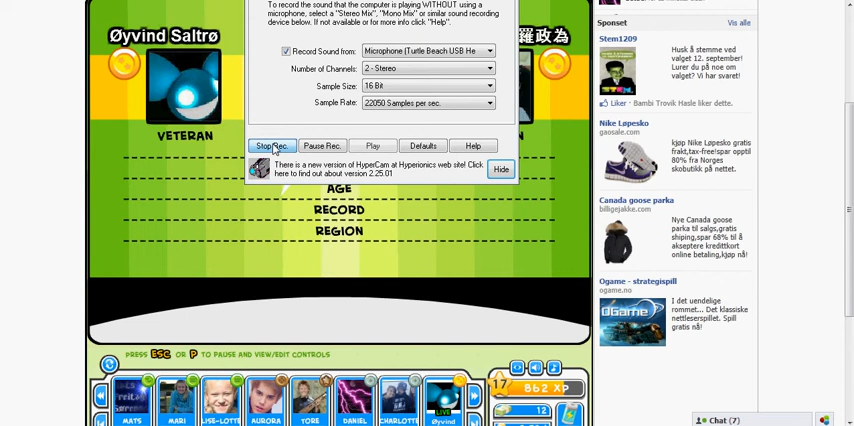 To record the sound that the computer is playing WITHOUT using a
microphone, select a "Stereo Mix", "Mono Mix" or similar sound recording
device below. If not available or for more info click "Help".
Øyvind Saltrø
羅政為
Record Sound from:
Microphone (Turtle Beach USB He
Number of Channels:
2 - Stereo
Sample Size:
16 Bit
Sample Rate:
22050 Samples per sec.
VETERAN
Stop Rec.
Pause Rec.
Play
Defaults
Help
There is a new version of HyperCam at Hyperionics web site! Click
here to find out about version 2.25.01
Hide
AGE
RECORD
REGION
PRESS ESC OR P TO PAUSE AND VIEW/EDIT CONTROLS
17
862 XP
12
LIVE
MATS
MARI
LISE-LOTTE
AURORA
TORE
DANIEL
CHARLOTTE
Øyvind
Sponset
Vis alle
Stem1209
Husk å stemme ved
valget 12. september!
Lurer du på noe om
valget? Vi har svaret!
STEM.
Liker · Bambi Trovik Hasle liker dette.
Nike Løpesko
gaosale.com
kjøp Nike Løpesko gratis
frakt,tax-free!spar opptil
80% fra Norges
skobutikk på nettet.
Canada goose parka
billigejakke.com
Nye Canada goose
parka til salgs,gratis
shiping,spar 68% til å
akseptere kredittkort
online betaling,kjøp nå!
Ogame - strategispill
ogame.no
OGame
I det uendelige
rommet... Det klassiske
nettleserspillet. Spill
gratis nå!
Chat (7)